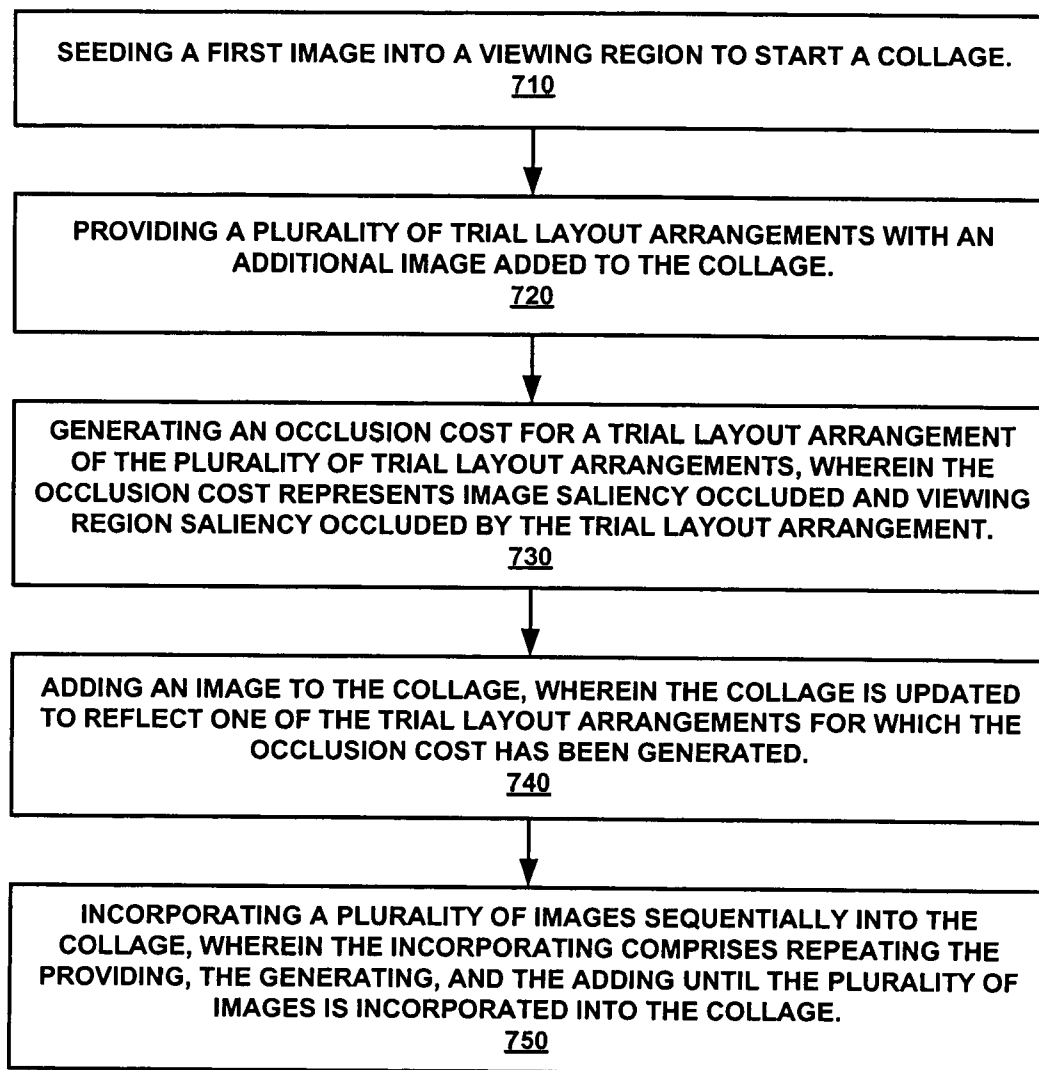 SEEDING A FIRST IMAGE INTO A VIEWING REGION TO START A COLLAGE.
710
PROVIDING A PLURALITY OF TRIAL LAYOUT ARRANGEMENTS WITH AN
ADDITIONAL IMAGE ADDED TO THE COLLAGE.
720
GENERATING AN OCCLUSION COST FOR A TRIAL LAYOUT ARRANGEMENT
OF THE PLURALITY OF TRIAL LAYOUT ARRANGEMENTS, WHEREIN THE
OCCLUSION COST REPRESENTS IMAGE SALIENCY OCCLUDED AND VIEWING
REGION SALIENCY OCCLUDED BY THE TRIAL LAYOUT ARRANGEMENT.
730
ADDING AN IMAGE TO THE COLLAGE, WHEREIN THE COLLAGE IS UPDATED
TO REFLECT ONE OF THE TRIAL LAYOUT ARRANGEMENTS FOR WHICH THE
OCCLUSION COST HAS BEEN GENERATED.
740
INCORPORATING A PLURALITY OF IMAGES SEQUENTIALLY INTO THE
COLLAGE, WHEREIN THE INCORPORATING COMPRISES REPEATING THE
PROVIDING, THE GENERATING, AND THE ADDING UNTIL THE PLURALITY OF
IMAGES IS INCORPORATED INTO THE COLLAGE.
750